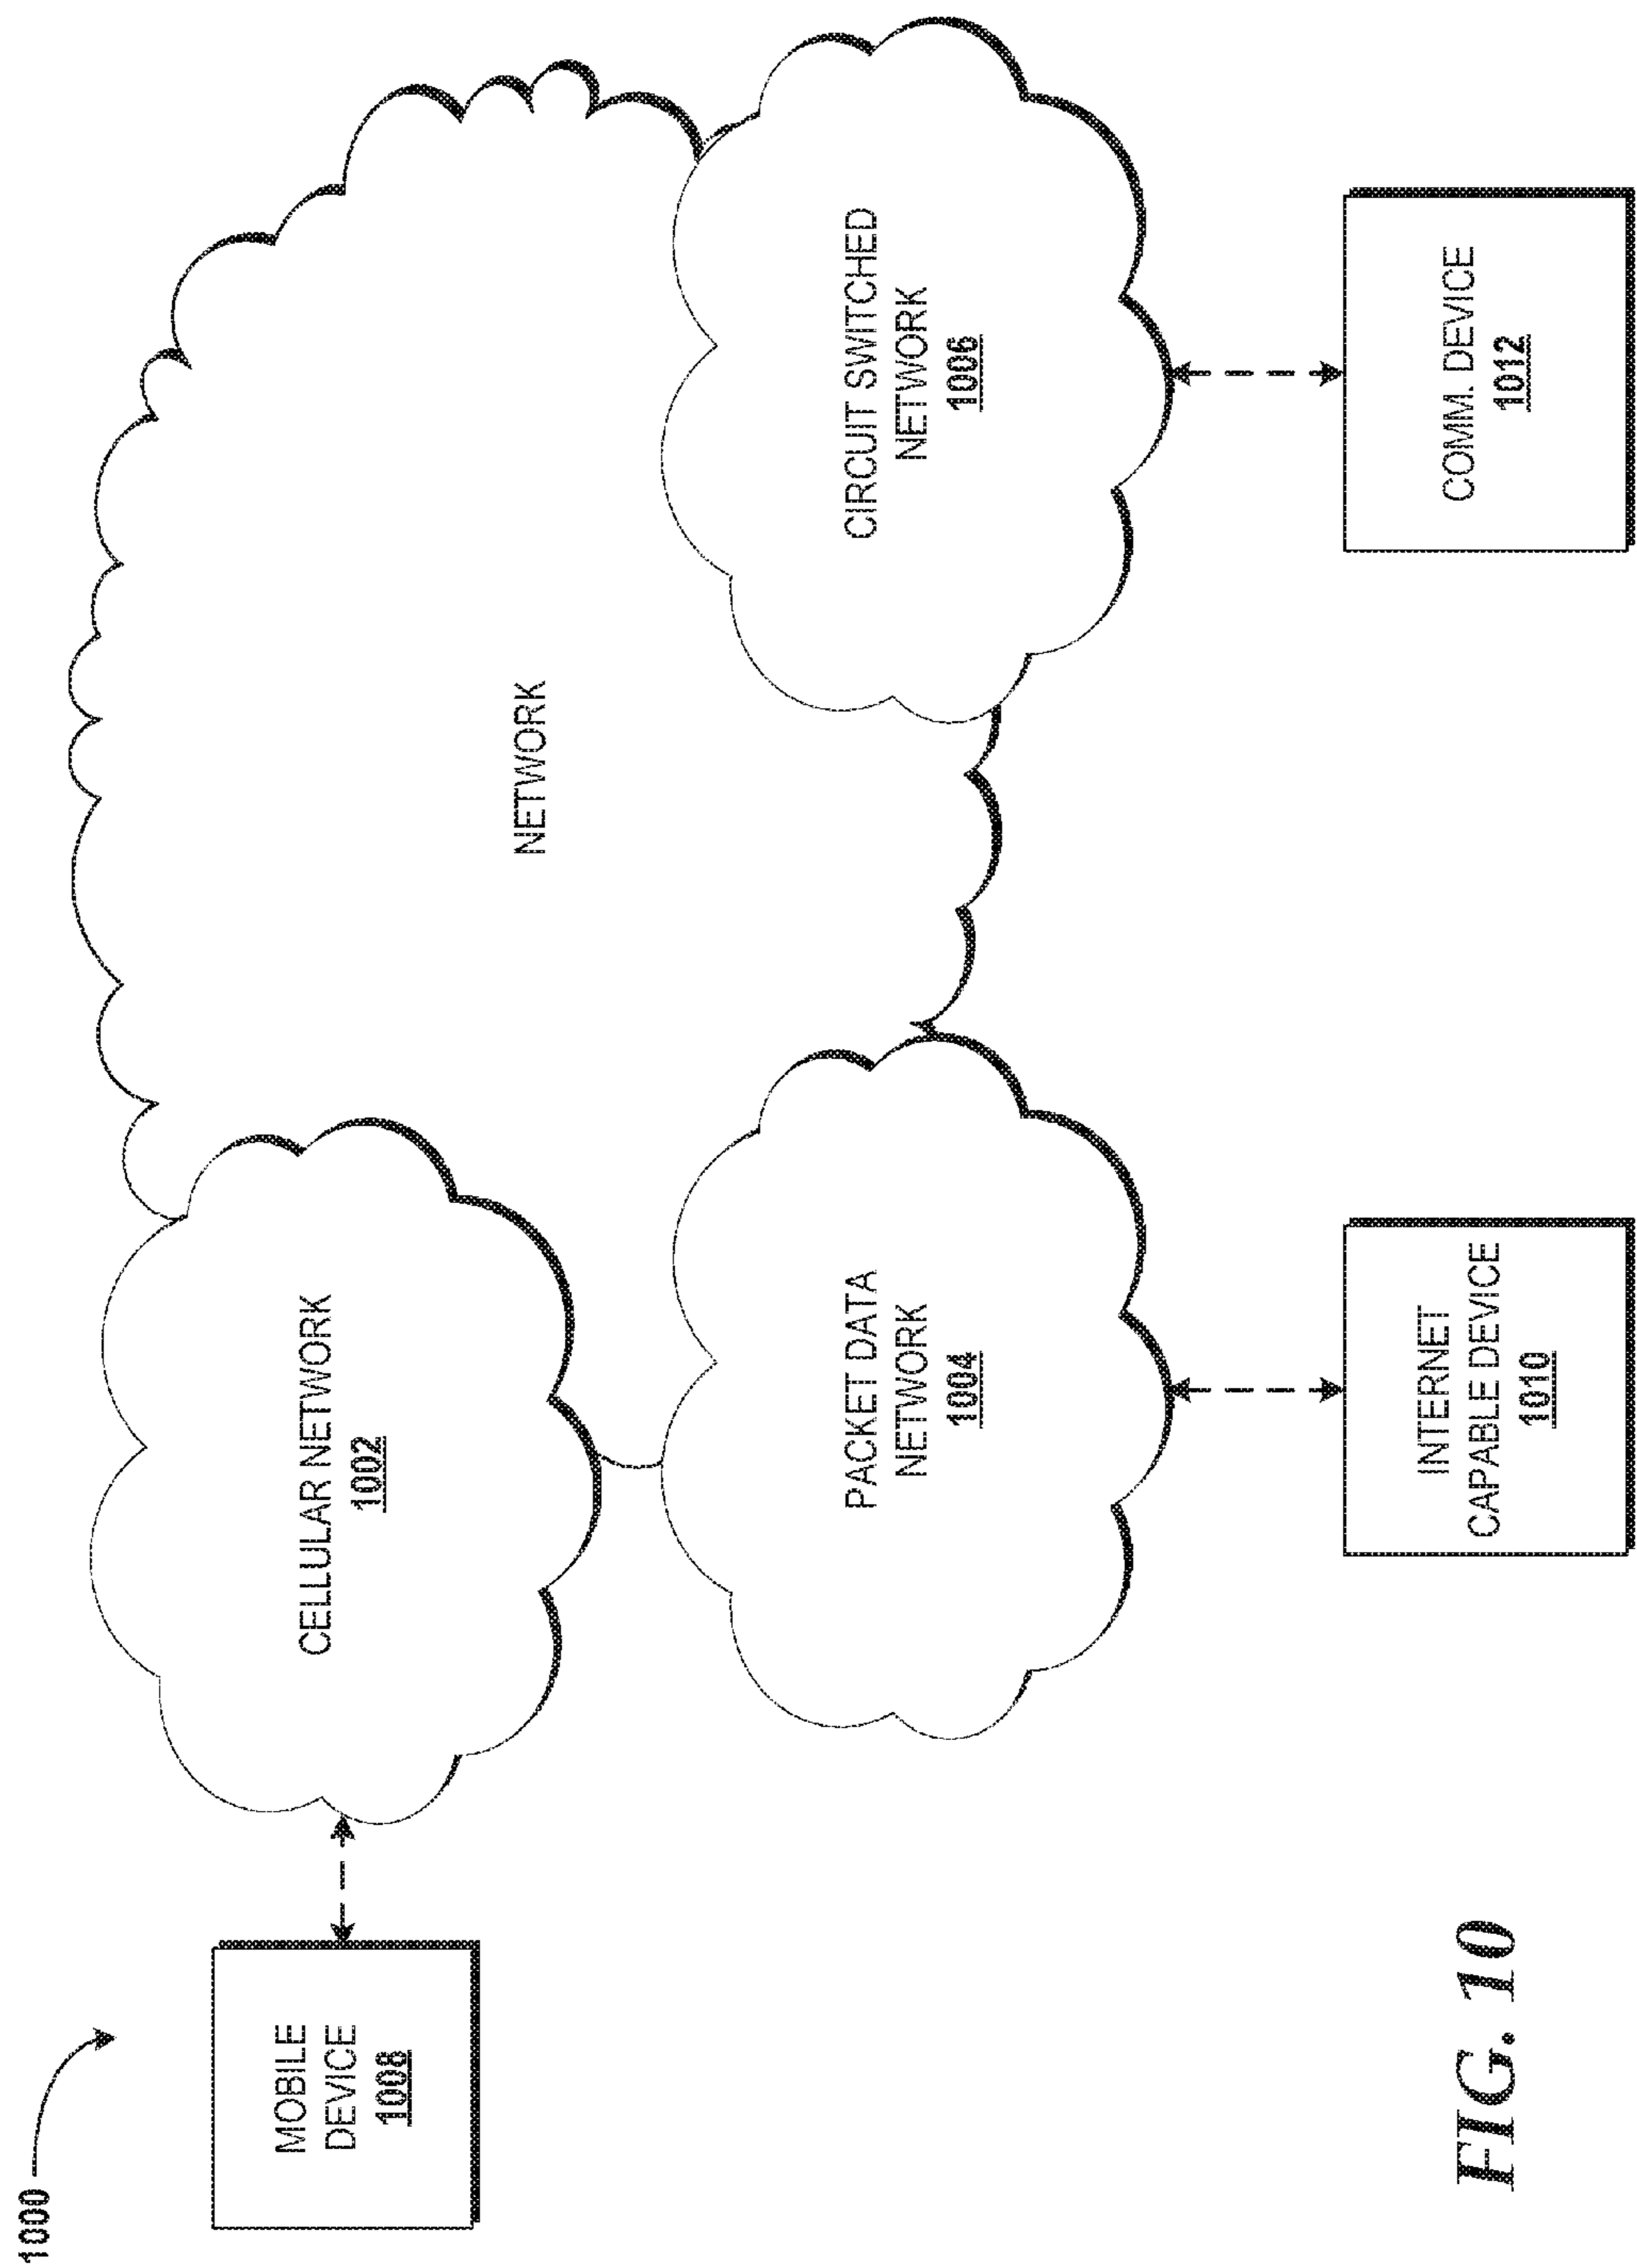 1000
MOBILE
DEVICE
1008
CELLULAR NETWORK
1002
NETWORK
PACKET DATA
NETWORK
1004
CIRCUIT SWITCHED
NETWORK
1006
INTERNET
CAPABLE DEVICE
1010
COMM. DEVICE
1012
FIG. 10